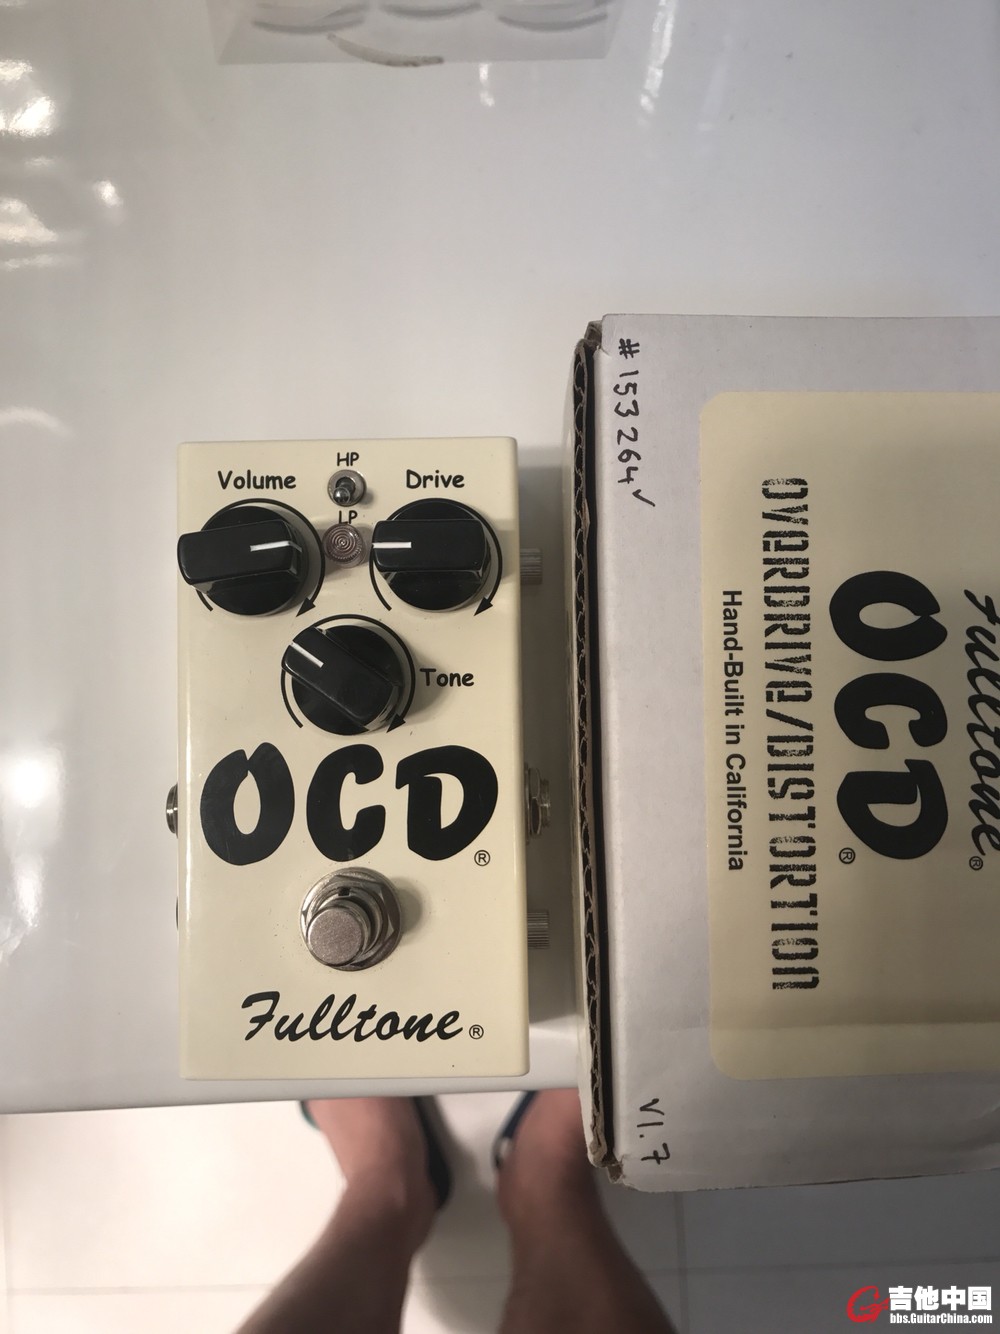 HP
Volume
Drive
LP
Tone
OCD®
Fulltone®
#153264✓
Fulltone®
OCD®
OVERDRIVE/DISTORTION
Hand-Built in California
V1.7
吉他中国
bbs.GuitarChina.com